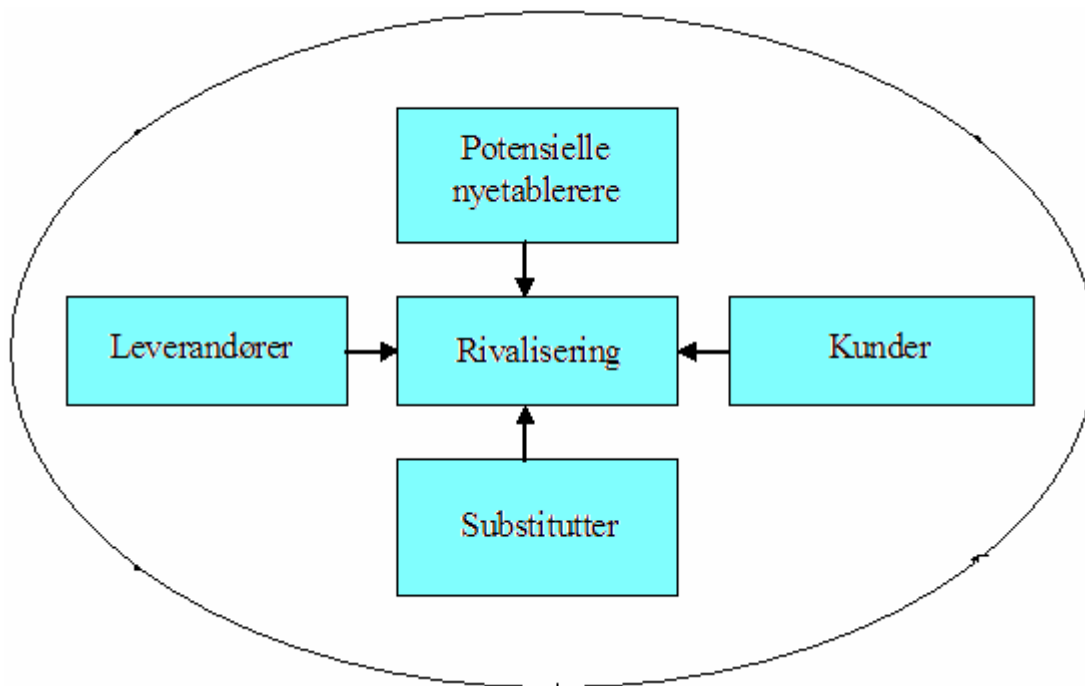 Potensielle
nyetablerere
Leverandører
Rivalisering
Kunder
Substitutter